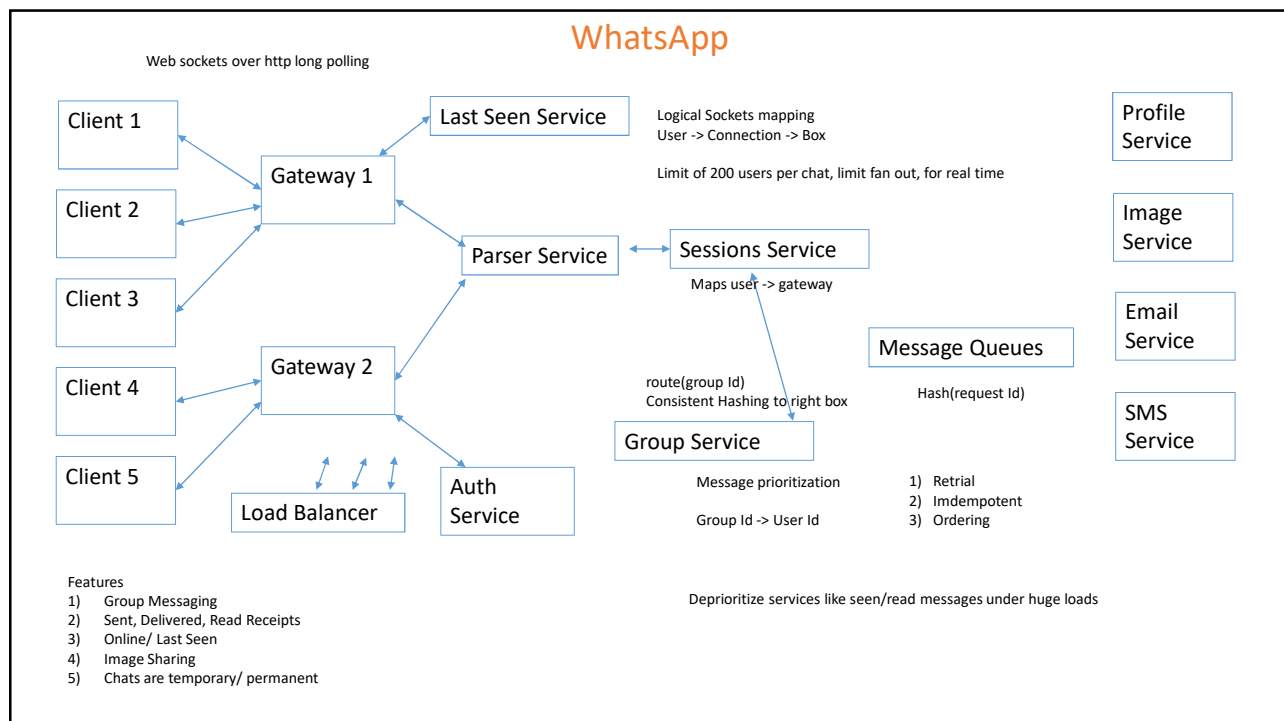 WhatsApp
Web sockets over http long polling
Client 1
Client 2
Client 3
Client 4
Client 5
Gateway 1
Gateway 2
Load Balancer
Last Seen Service
Parser Service
Auth
Service
Logical Sockets mapping
User -> Connection -> Box
Limit of 200 users per chat, limit fan out, for real time
Sessions Service
Maps user -> gateway
route(group Id)
Consistent Hashing to right box
Group Service
Message prioritization
Group Id -> User Id
Message Queues
Hash(request Id)
1) Retrial
2) Imdempotent
3) Ordering
Profile
Service
Image
Service
Email
Service
SMS
Service
Features
1) Group Messaging
2) Sent, Delivered, Read Receipts
3) Online/ Last Seen
4) Image Sharing
5) Chats are temporary/ permanent
Deprioritize services like seen/read messages under huge loads